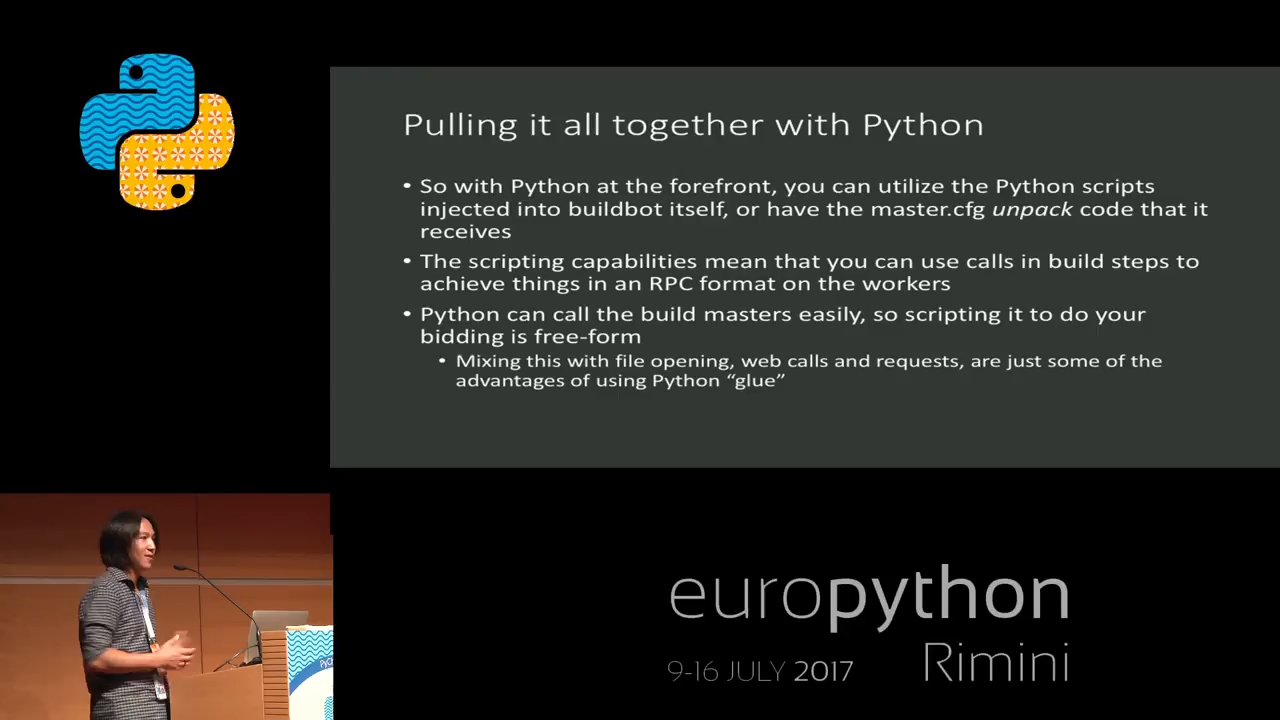 Pulling it all together with Python
• So with Python at the forefront, you can utilize the Python scripts
injected into buildbot itself, or have the master.cfg unpack code that it
receives
• The scripting capabilities mean that you can use calls in build steps to
achieve things in an RPC format on the workers
• Python can call the build masters easily, so scripting it to do your
bidding is free-form
• Mixing this with file opening, web calls and requests, are just some of the
advantages of using Python “glue”
europython
Rimini
9-16 JULY 2017